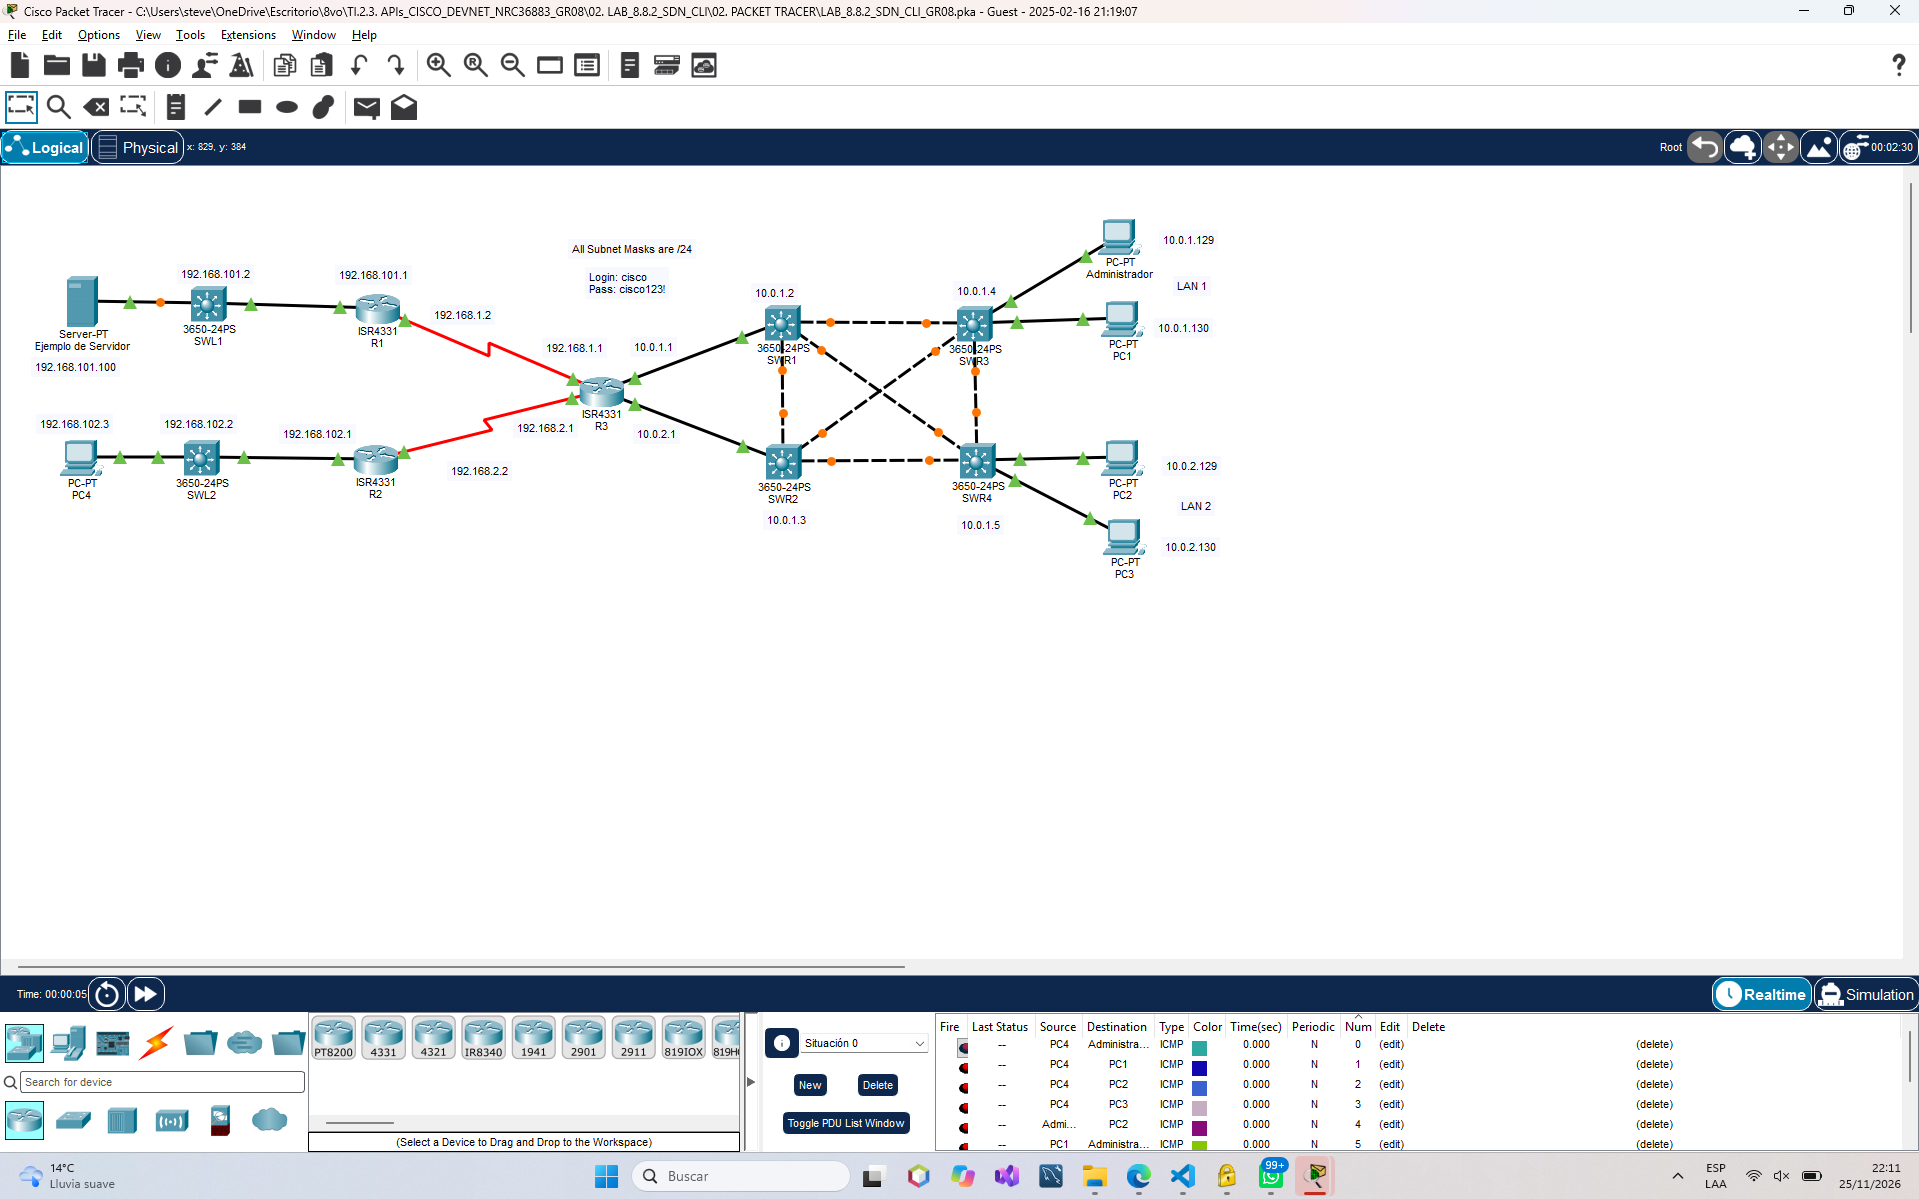 Cisco Packet Tracer - C:\Users\steve\OneDrive\Escritorio\8vo\TI.2.3. APIs_CISCO_DEVNET_NRC36883_GR08\02. LAB_8.8.2_SDN_CLI\02. PACKET TRACER\LAB_8.8.2_SDN_CLI_GR08.pka - Guest - 2025-02-16 21:19:07
File Edit Options View Tools Extensions Window Help
?
Logical Physical x: 829, y: 384
Root 00:02:30
All Subnet Masks are /24
Login: cisco
Pass: cisco123!
192.168.101.2
192.168.101.1
Server-PT
Ejemplo de Servidor
192.168.101.100
3650-24PS
SWL1
ISR4331
R1
192.168.1.2
192.168.1.1
10.0.1.1
ISR4331
R3
192.168.2.1
10.0.2.1
192.168.102.3
192.168.102.2
192.168.102.1
PC-PT
PC4
3650-24PS
SWL2
ISR4331
R2
192.168.2.2
10.0.1.2
3650-24PS
SWR1
10.0.1.4
3650-24PS
SWR3
3650-24PS
SWR2
10.0.1.3
3650-24PS
SWR4
10.0.1.5
PC-PT
Administrador
10.0.1.129
LAN 1
PC-PT
PC1
10.0.1.130
PC-PT
PC2
10.0.2.129
LAN 2
PC-PT
PC3
10.0.2.130
Time: 00:00:05
Realtime Simulation
Search for device
PT8200 4331 4321 IR8340 1941 2901 2911 819IOX
(Select a Device to Drag and Drop to the Workspace)
Situación 0
New Delete
Toggle PDU List Window
Fire Last Status Source Destination Type Color Time(sec) Periodic Num Edit Delete
-- PC4 Administra... ICMP 0.000 N 0 (edit) (delete)
-- PC4 PC1 ICMP 0.000 N 1 (edit) (delete)
-- PC4 PC2 ICMP 0.000 N 2 (edit) (delete)
-- PC4 PC3 ICMP 0.000 N 3 (edit) (delete)
-- Admi... PC2 ICMP 0.000 N 4 (edit) (delete)
-- PC1 Administra... ICMP 0.000 N 5 (edit) (delete)
14°C
Lluvia suave
Buscar
99+
ESP
LAA
22:11
25/11/2026